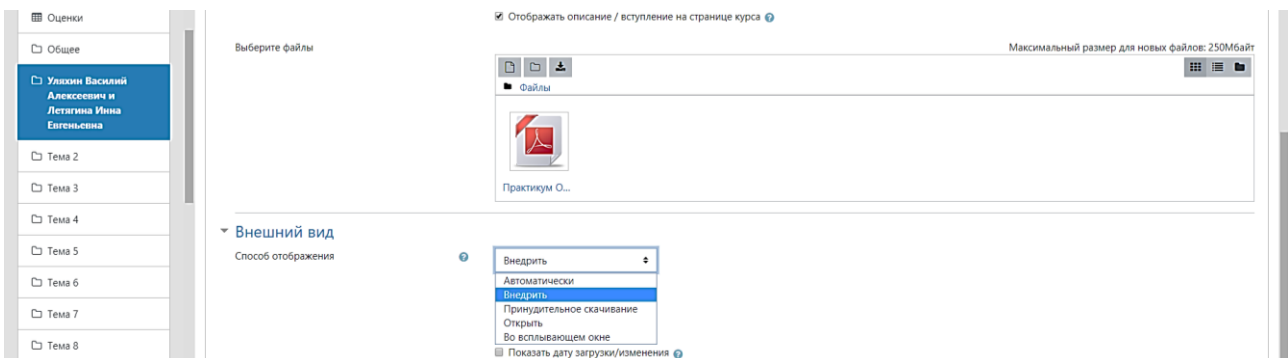 Оценки
Общее
Уляхин Василий
Алексеевич и
Летягина Инна
Евгеньевна
Тема 2
Тема 3
Тема 4
Тема 5
Тема 6
Тема 7
Тема 8
Отображать описание / вступление на странице курса
Выберите файлы
Максимальный размер для новых файлов: 250Мбайт
Файлы
Практикум О...
Внешний вид
Способ отображения
Внедрить
Автоматически
Внедрить
Принудительное скачивание
Открыть
Во всплывающем окне
Показать дату загрузки/изменения